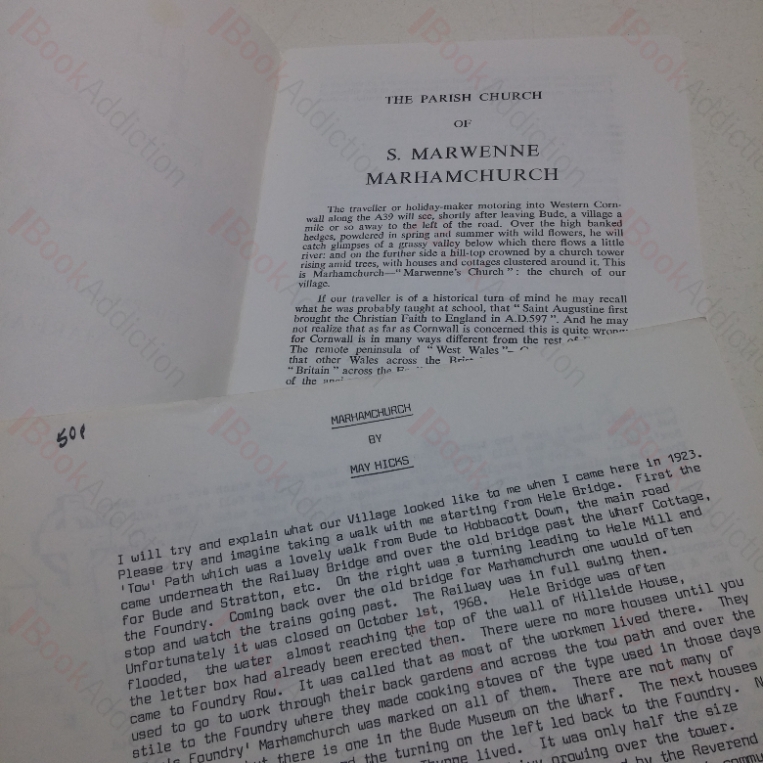 THE PARISH CHURCH
OF
S. MARWENNE
MARHAMCHURCH
The traveller or holiday-maker motoring into Western Corn-
wall along the A39 will see, shortly after leaving Bude, a village a
mile or so away to the left of the road. Over the high banked
hedges, powdered in spring and summer with wild flowers, he will
catch glimpses of a grassy valley below which there flows a little
river: and on the further side a hill-top crowned by a church tower
rising amid trees, with houses and cottages clustered around it. This
is Marhamchurch—"Marwenne's Church": the church of our
village.
If our traveller is of a historical turn of mind he may recall
what he was probably taught at school, that "Saint Augustine first
brought the Christian Faith to England in A.D.597". And he may
not realize that as far as Cornwall is concerned this is quite wrong
for Cornwall is in many ways different from the rest of
The remote peninsula of "West Wales"—
that other Wales across the
"Britain" across the
of the
50p
MARHAMCHURCH
BY
MAY HICKS
I will try and explain what our Village looked like to me when I came here in 1923.
Please try and imagine taking a walk with me starting from Hele Bridge. First the
'Tow' Path which was a lovely walk from Bude to Hobbacott Down, the main road
came underneath the Railway Bridge and over the old bridge past the Wharf Cottage,
for Bude and Stratton, etc. On the right was a turning leading to Hele Mill and
the Foundry. Coming back over the old bridge for Marhamchurch one would often
stop and watch the trains going past. The Railway was in full swing then.
Unfortunately it was closed on October 1st, 1968. Hele Bridge was often
flooded, the water almost reaching the top of the wall of Hillside House,
the letter box had already been erected then. There were no more houses until you
came to Foundry Row. It was called that as most of the workmen lived there. They
used to go to work through their back gardens and across the tow path and over the
stile to the Foundry where they made cooking stoves of the type used in those days
Foundry' Marhamchurch was marked on all of them. There are not many of
but there is one in the Bude Museum on the Wharf. The next houses
the turning on the left led back to the Foundry.
lived. It was only half the size
growing over the tower.
by the Reverend
IBookAddiction